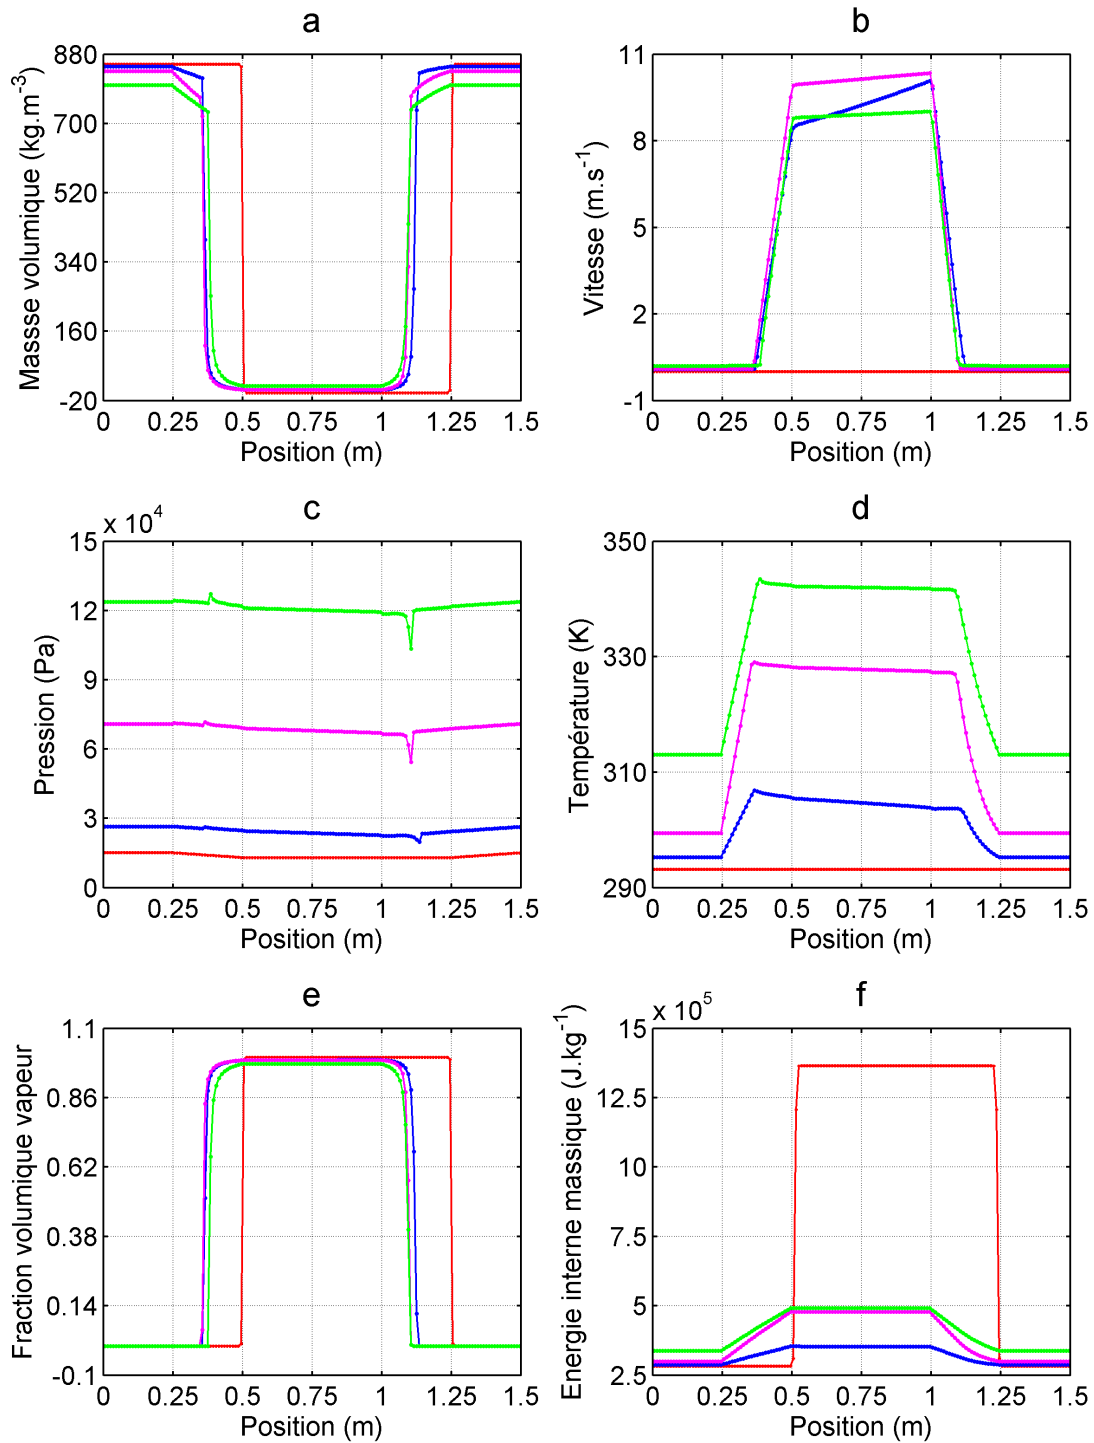 a
880
700
520
340
160
-20
Massse volumique (kg.m-3)
0 0.25 0.5 0.75 1 1.25 1.5
Position (m)
b
11
8
5
2
-1
Vitesse (m.s-1)
0 0.25 0.5 0.75 1 1.25 1.5
Position (m)
c
x 10^4
15
12
9
6
3
0
Pression (Pa)
0 0.25 0.5 0.75 1 1.25 1.5
Position (m)
d
350
330
310
290
Température (K)
0 0.25 0.5 0.75 1 1.25 1.5
Position (m)
e
1.1
0.86
0.62
0.38
0.14
-0.1
Fraction volumique vapeur
0 0.25 0.5 0.75 1 1.25 1.5
Position (m)
f
x 10^5
15
12.5
10
7.5
5
2.5
Energie interne massique (J.kg-1)
0 0.25 0.5 0.75 1 1.25 1.5
Position (m)